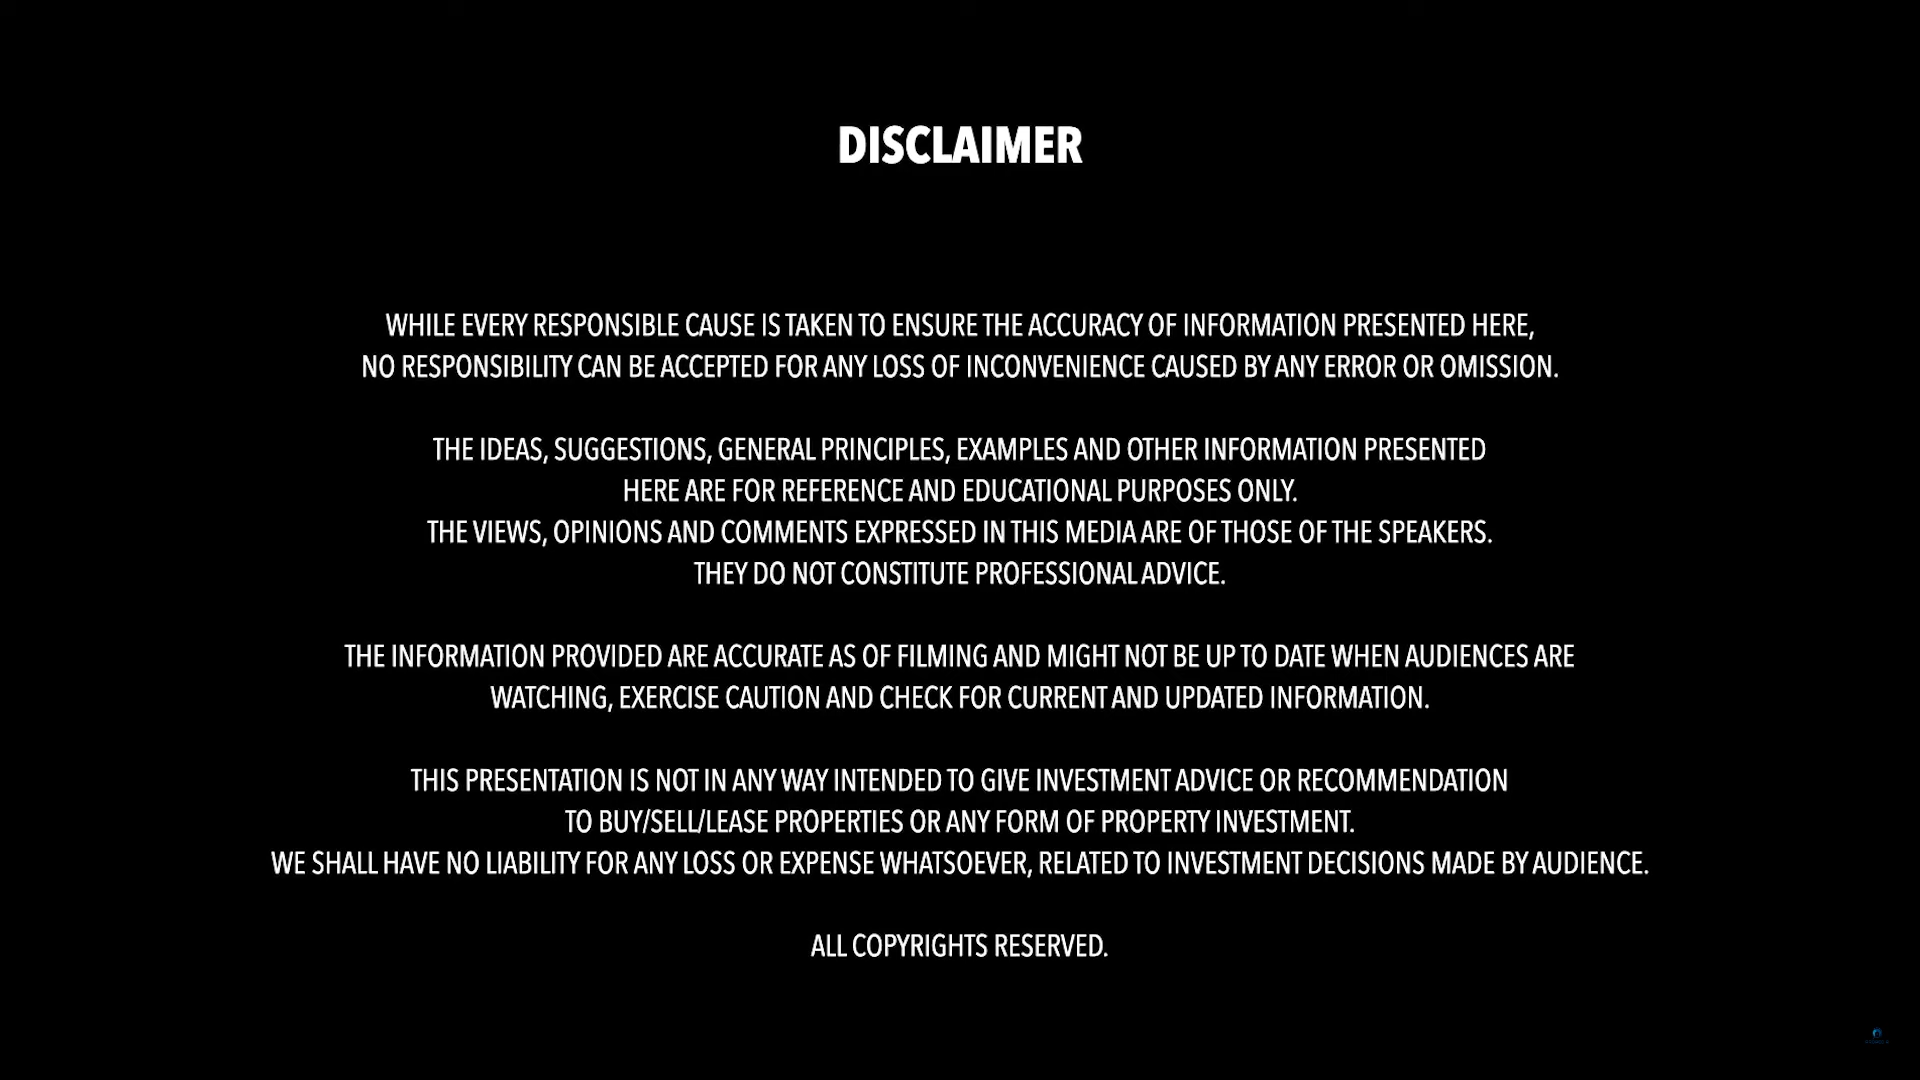 DISCLAIMER
WHILE EVERY RESPONSIBLE CAUSE IS TAKEN TO ENSURE THE ACCURACY OF INFORMATION PRESENTED HERE,
NO RESPONSIBILITY CAN BE ACCEPTED FOR ANY LOSS OF INCONVENIENCE CAUSED BY ANY ERROR OR OMISSION.
THE IDEAS, SUGGESTIONS, GENERAL PRINCIPLES, EXAMPLES AND OTHER INFORMATION PRESENTED
HERE ARE FOR REFERENCE AND EDUCATIONAL PURPOSES ONLY.
THE VIEWS, OPINIONS AND COMMENTS EXPRESSED IN THIS MEDIA ARE OF THOSE OF THE SPEAKERS.
THEY DO NOT CONSTITUTE PROFESSIONAL ADVICE.
THE INFORMATION PROVIDED ARE ACCURATE AS OF FILMING AND MIGHT NOT BE UP TO DATE WHEN AUDIENCES ARE
WATCHING, EXERCISE CAUTION AND CHECK FOR CURRENT AND UPDATED INFORMATION.
THIS PRESENTATION IS NOT IN ANY WAY INTENDED TO GIVE INVESTMENT ADVICE OR RECOMMENDATION
TO BUY/SELL/LEASE PROPERTIES OR ANY FORM OF PROPERTY INVESTMENT.
WE SHALL HAVE NO LIABILITY FOR ANY LOSS OR EXPENSE WHATSOEVER, RELATED TO INVESTMENT DECISIONS MADE BY AUDIENCE.
ALL COPYRIGHTS RESERVED.